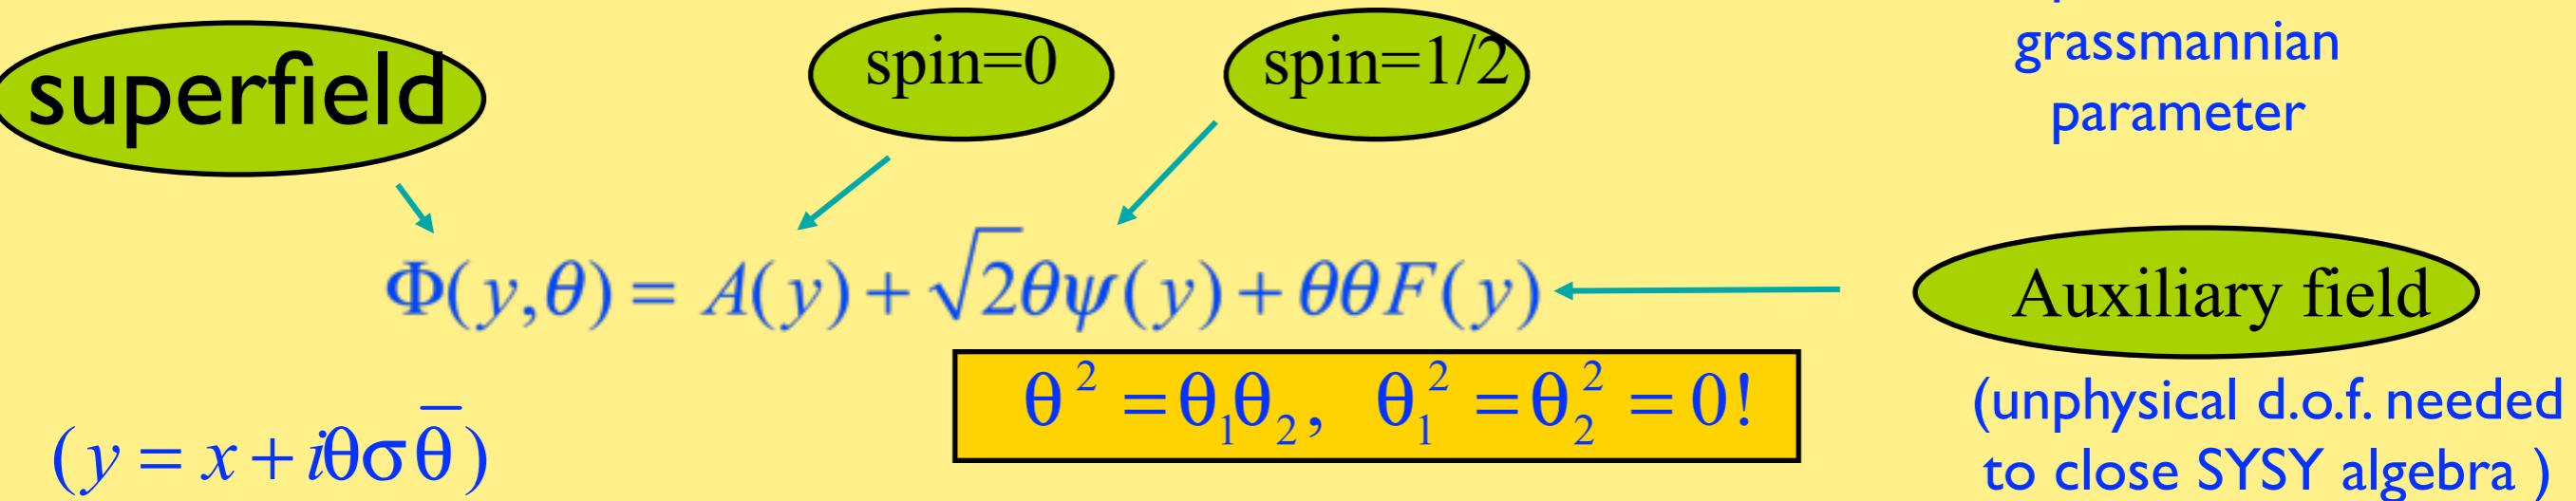 grassmannian
parameter
superfield
spin=0
spin=1/2
Φ(y,θ) = A(y) + √2θψ(y) + θθF(y)
Auxiliary field
θ² = θ₁θ₂, θ₁² = θ₂² = 0!
(y = x + iθσθ̅)
(unphysical d.o.f. needed
to close SYSY algebra )